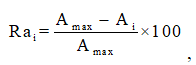 Ra_i = (A_max − A_i) / A_max × 100 ,